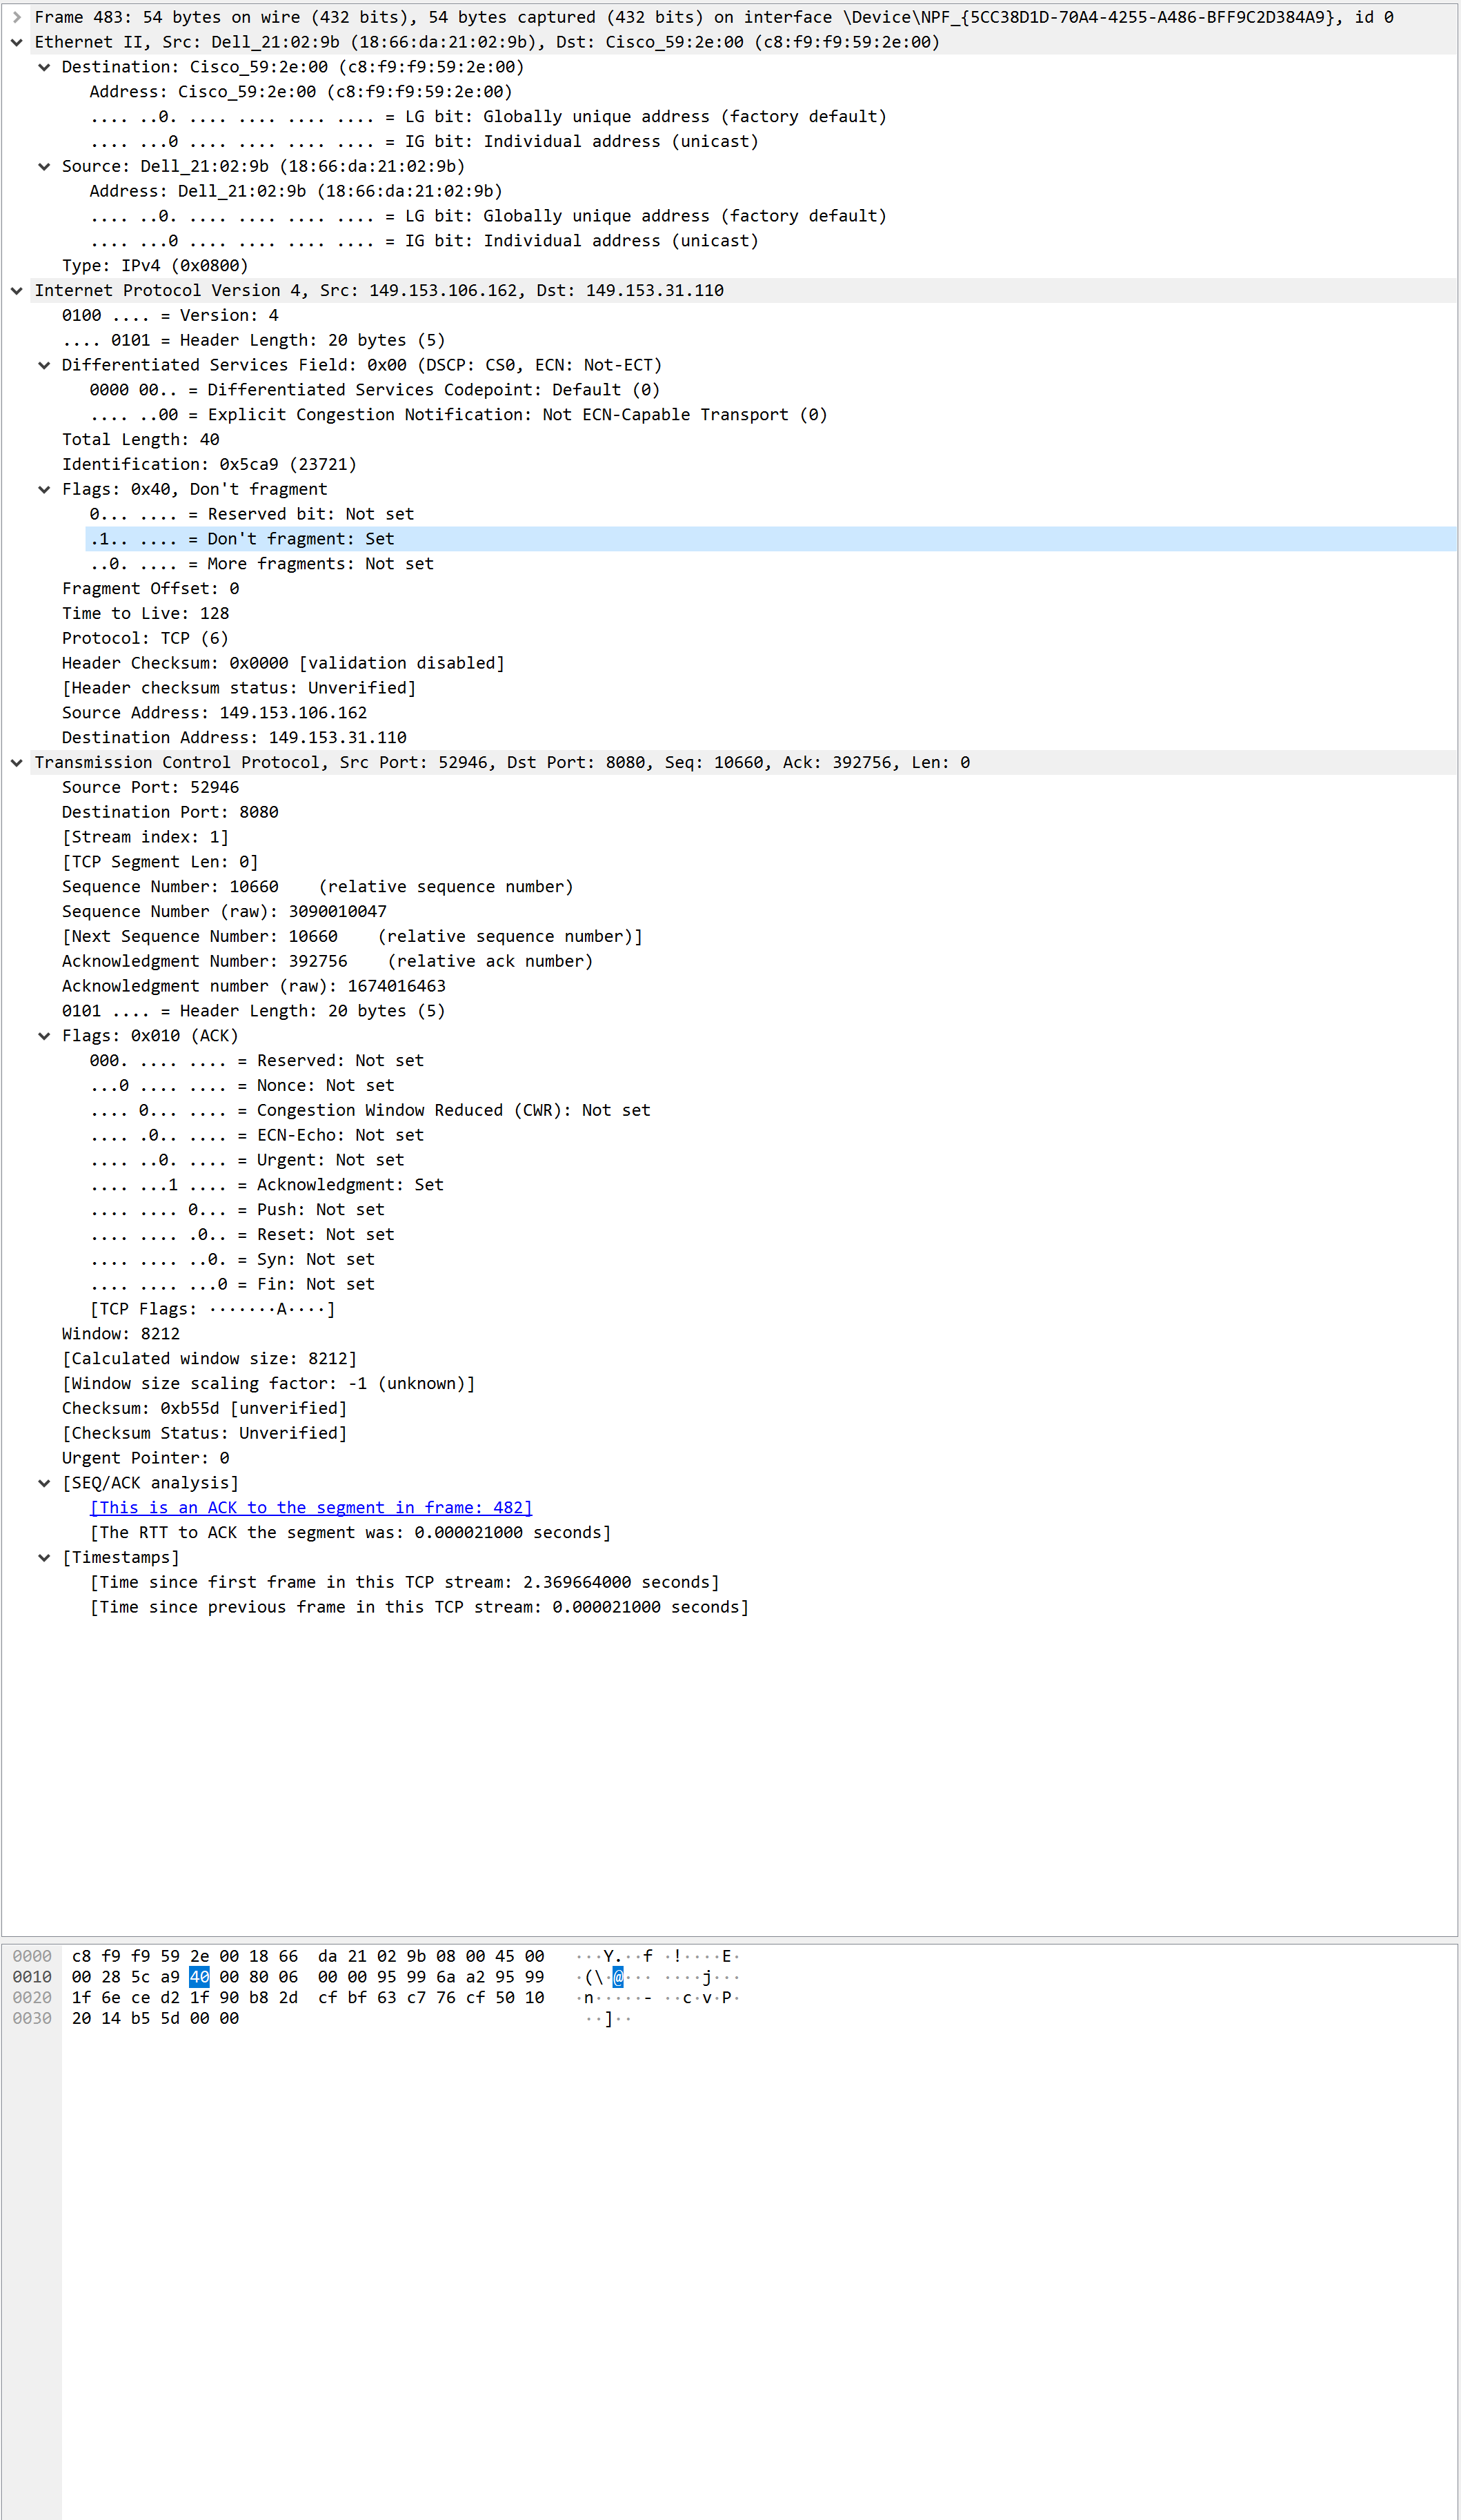 Frame 483: 54 bytes on wire (432 bits), 54 bytes captured (432 bits) on interface \Device\NPF_{5CC38D1D-70A4-4255-A486-BFF9C2D384A9}, id 0
Ethernet II, Src: Dell_21:02:9b (18:66:da:21:02:9b), Dst: Cisco_59:2e:00 (c8:f9:f9:59:2e:00)
Destination: Cisco_59:2e:00 (c8:f9:f9:59:2e:00)
Address: Cisco_59:2e:00 (c8:f9:f9:59:2e:00)
.... ..0. .... .... .... .... = LG bit: Globally unique address (factory default)
.... ...0 .... .... .... .... = IG bit: Individual address (unicast)
Source: Dell_21:02:9b (18:66:da:21:02:9b)
Address: Dell_21:02:9b (18:66:da:21:02:9b)
.... ..0. .... .... .... .... = LG bit: Globally unique address (factory default)
.... ...0 .... .... .... .... = IG bit: Individual address (unicast)
Type: IPv4 (0x0800)
Internet Protocol Version 4, Src: 149.153.106.162, Dst: 149.153.31.110
0100 .... = Version: 4
.... 0101 = Header Length: 20 bytes (5)
Differentiated Services Field: 0x00 (DSCP: CS0, ECN: Not-ECT)
0000 00.. = Differentiated Services Codepoint: Default (0)
.... ..00 = Explicit Congestion Notification: Not ECN-Capable Transport (0)
Total Length: 40
Identification: 0x5ca9 (23721)
Flags: 0x40, Don't fragment
0... .... = Reserved bit: Not set
.1.. .... = Don't fragment: Set
..0. .... = More fragments: Not set
Fragment Offset: 0
Time to Live: 128
Protocol: TCP (6)
Header Checksum: 0x0000 [validation disabled]
[Header checksum status: Unverified]
Source Address: 149.153.106.162
Destination Address: 149.153.31.110
Transmission Control Protocol, Src Port: 52946, Dst Port: 8080, Seq: 10660, Ack: 392756, Len: 0
Source Port: 52946
Destination Port: 8080
[Stream index: 1]
[TCP Segment Len: 0]
Sequence Number: 10660    (relative sequence number)
Sequence Number (raw): 3090010047
[Next Sequence Number: 10660    (relative sequence number)]
Acknowledgment Number: 392756    (relative ack number)
Acknowledgment number (raw): 1674016463
0101 .... = Header Length: 20 bytes (5)
Flags: 0x010 (ACK)
000. .... .... = Reserved: Not set
...0 .... .... = Nonce: Not set
.... 0... .... = Congestion Window Reduced (CWR): Not set
.... .0.. .... = ECN-Echo: Not set
.... ..0. .... = Urgent: Not set
.... ...1 .... = Acknowledgment: Set
.... .... 0... = Push: Not set
.... .... .0.. = Reset: Not set
.... .... ..0. = Syn: Not set
.... .... ...0 = Fin: Not set
[TCP Flags: ·······A····]
Window: 8212
[Calculated window size: 8212]
[Window size scaling factor: -1 (unknown)]
Checksum: 0xb55d [unverified]
[Checksum Status: Unverified]
Urgent Pointer: 0
[SEQ/ACK analysis]
[This is an ACK to the segment in frame: 482]
[The RTT to ACK the segment was: 0.000021000 seconds]
[Timestamps]
[Time since first frame in this TCP stream: 2.369664000 seconds]
[Time since previous frame in this TCP stream: 0.000021000 seconds]
0000 c8 f9 f9 59 2e 00 18 66 da 21 02 9b 08 00 45 00 ···Y.··f ·!····E·
0010 00 28 5c a9 40 00 80 06 00 00 95 99 6a a2 95 99 ·(\·@··· ····j···
0020 1f 6e ce d2 1f 90 b8 2d cf bf 63 c7 76 cf 50 10 ·n·····- ··c·v·P·
0030 20 14 b5 5d 00 00 ··]··